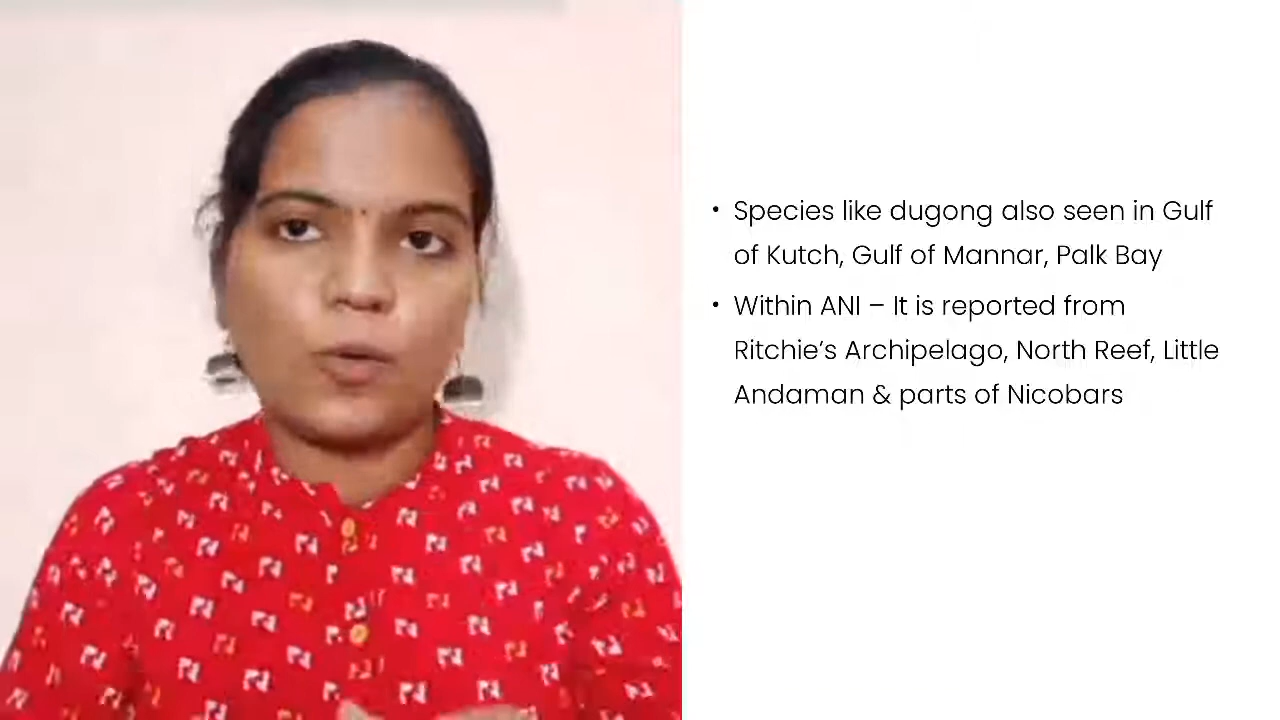 • Species like dugong also seen in Gulf
of Kutch, Gulf of Mannar, Palk Bay
• Within ANI – It is reported from
Ritchie’s Archipelago, North Reef, Little
Andaman & parts of Nicobars